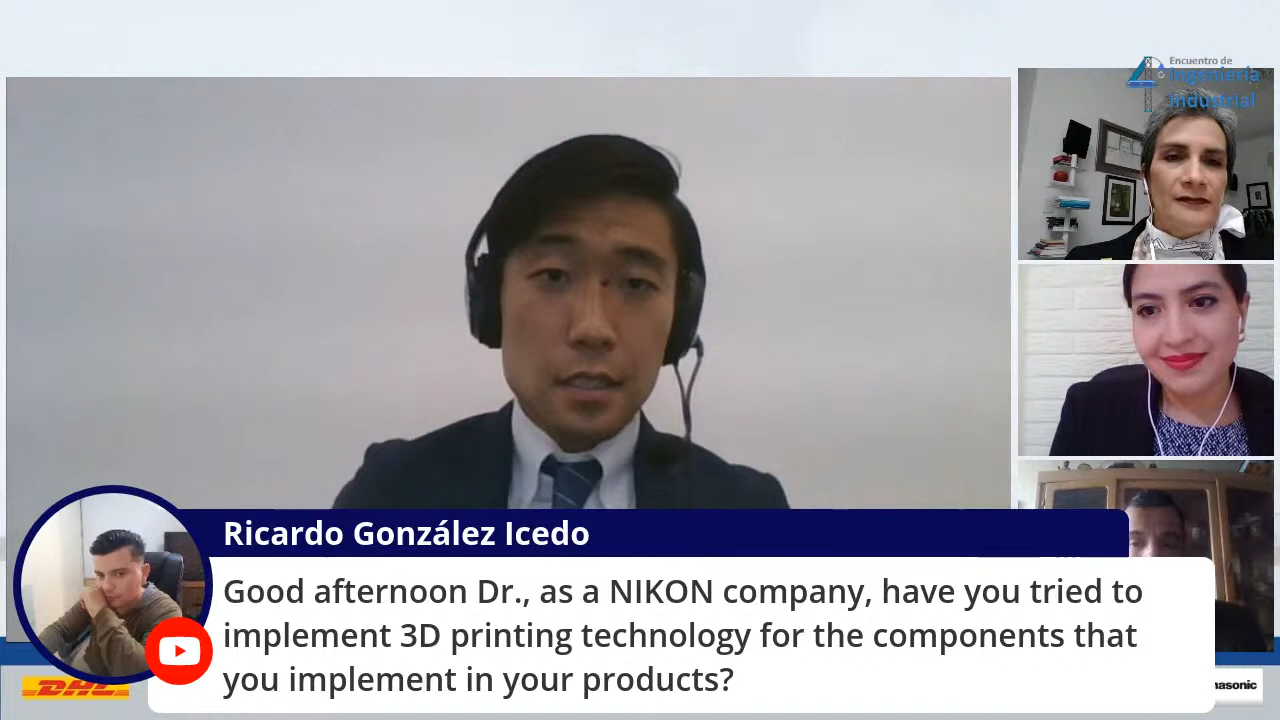 Encuentro de
Ingeniería
Industrial
Ricardo González Icedo
Good afternoon Dr., as a NIKON company, have you tried to
implement 3D printing technology for the components that
you implement in your products?
DHL